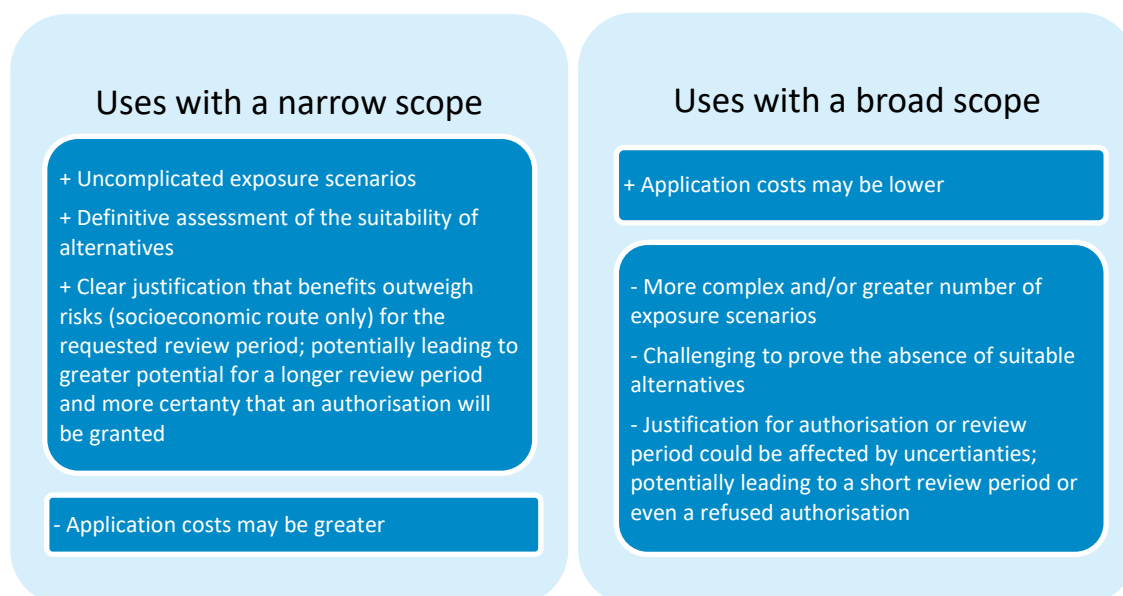 Uses with a narrow scope
+ Uncomplicated exposure scenarios
+ Definitive assessment of the suitability of
alternatives
+ Clear justification that benefits outweigh
risks (socioeconomic route only) for the
requested review period; potentially leading to
greater potential for a longer review period
and more certanty that an authorisation will
be granted
- Application costs may be greater
Uses with a broad scope
+ Application costs may be lower
- More complex and/or greater number of
exposure scenarios
- Challenging to prove the absence of suitable
alternatives
- Justification for authorisation or review
period could be affected by uncertianties;
potentially leading to a short review period or
even a refused authorisation